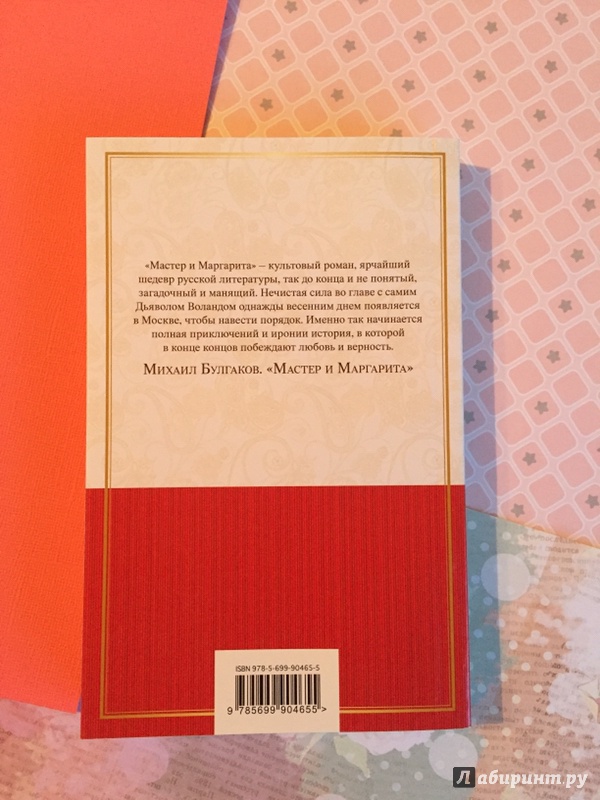 «Мастер и Маргарита» – культовый роман, ярчайший
шедевр русской литературы, так до конца и не понятый,
загадочный и манящий. Нечистая сила во главе с самим
Дьяволом Воландом однажды весенним днем появляется
в Москве, чтобы навести порядок. Именно так начинается
полная приключений и иронии история, в которой
в конце концов побеждают любовь и верность.
Михаил Булгаков. «Мастер и Маргарита»
ISBN 978-5-699-90465-5
9 785699 904655 >
Лабиринт.ру